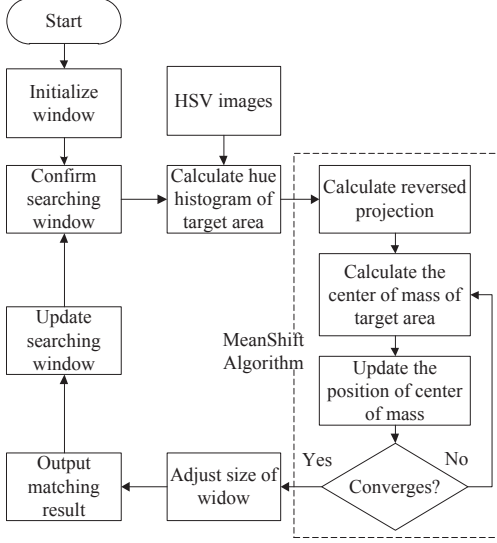 Start
Initialize
window
HSV images
Confirm
searching
window
Calculate hue
histogram of
target area
Calculate reversed
projection
Calculate the
center of mass of
target area
Update
searching
window
MeanShift
Algorithm
Update the
position of center
of mass
Yes
No
Converges?
Adjust size of
widow
Output
matching
result